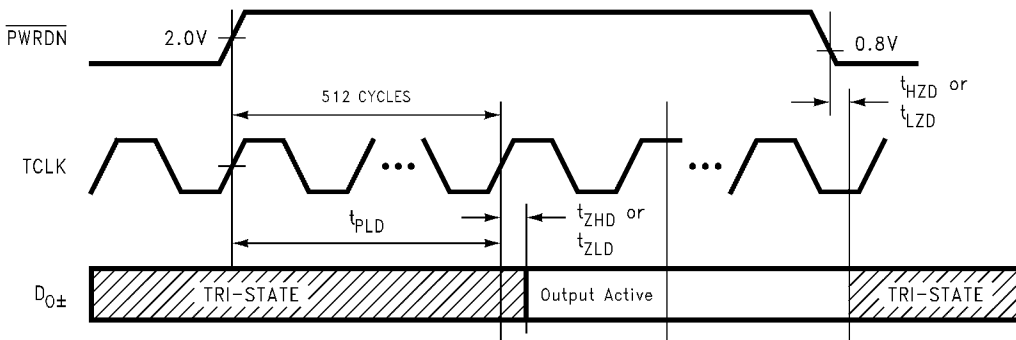 PWRDN
2.0V
0.8V
tHZD or
tLZD
512 CYCLES
TCLK
•••
•••
tPLD
tZHD or
tZLD
DO±
TRI-STATE
Output Active
TRI-STATE